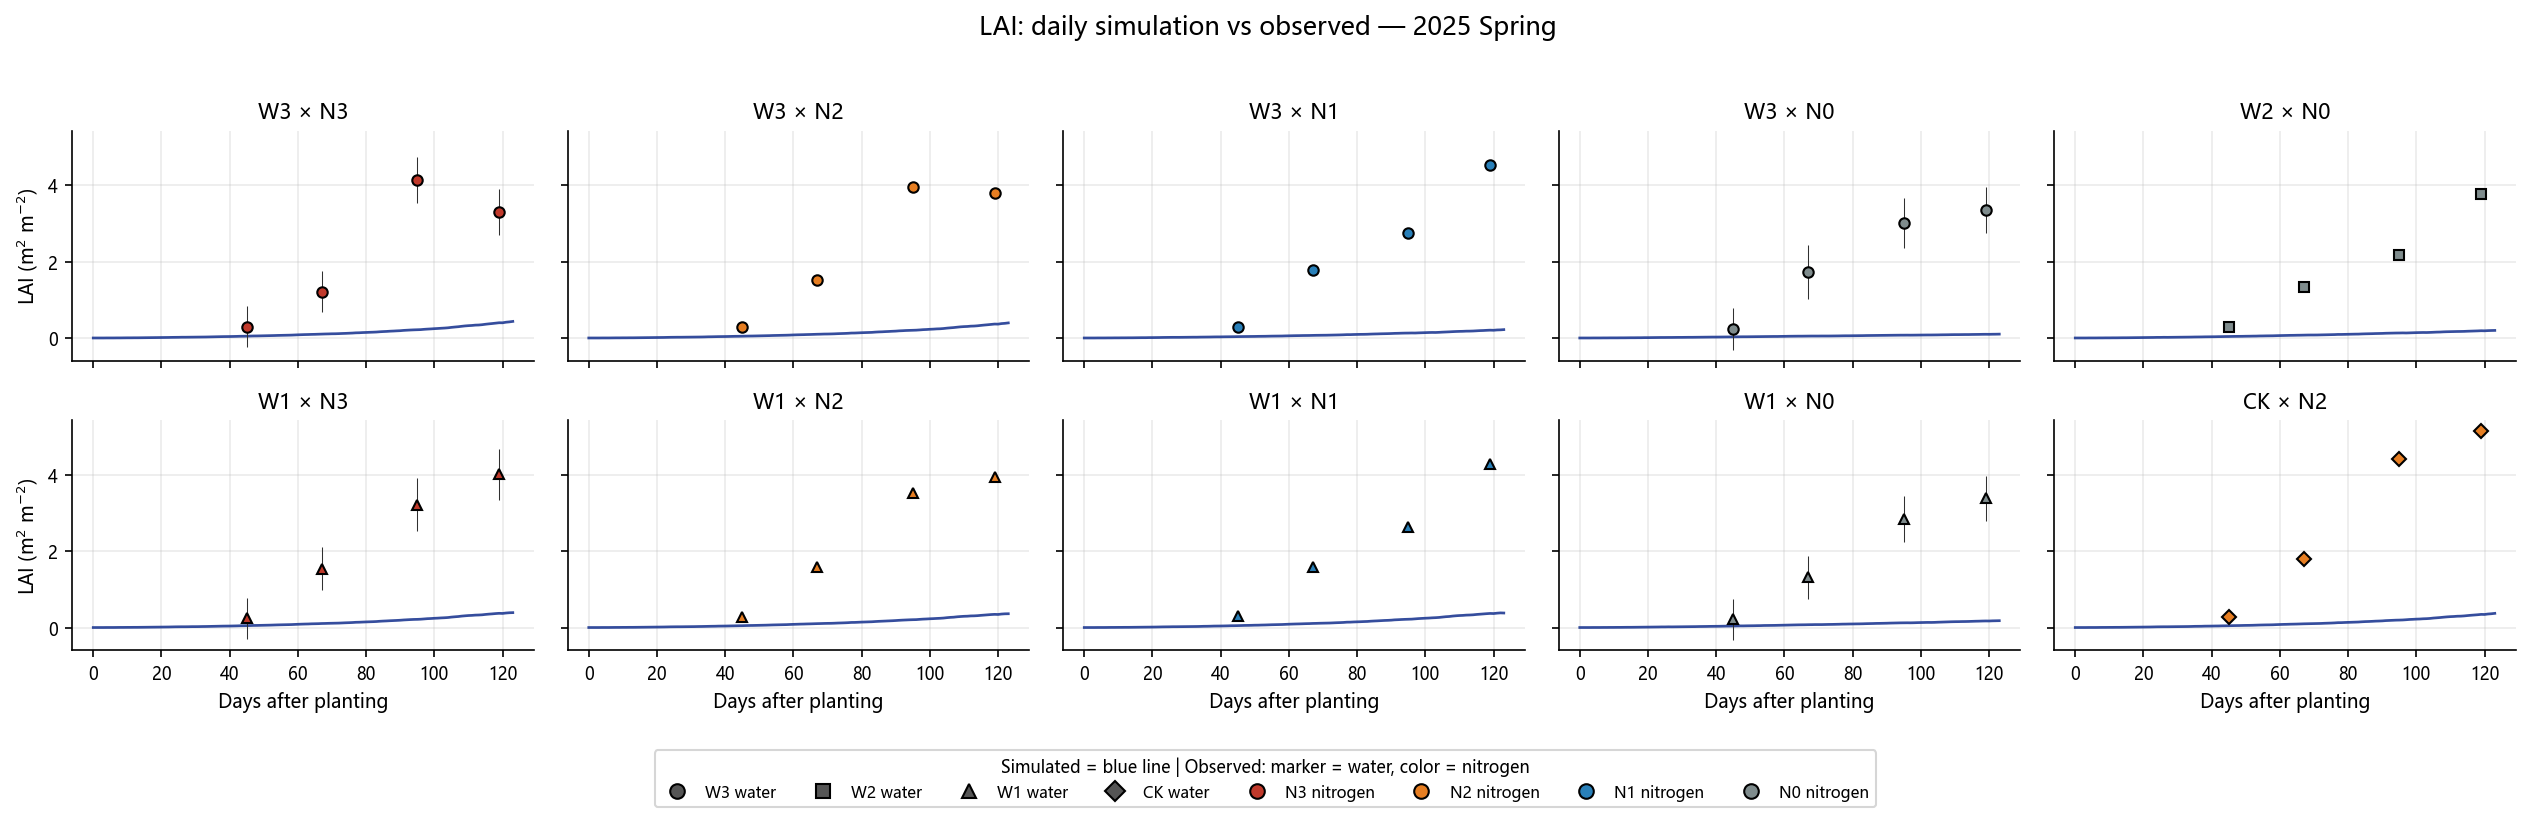 LAI: daily simulation vs observed — 2025 Spring
W3 × N3
W3 × N2
W3 × N1
W3 × N0
W2 × N0
LAI (m² m⁻²)
4
2
0
W1 × N3
W1 × N2
W1 × N1
W1 × N0
CK × N2
LAI (m² m⁻²)
4
2
0
0 20 40 60 80 100 120
0 20 40 60 80 100 120
0 20 40 60 80 100 120
0 20 40 60 80 100 120
0 20 40 60 80 100 120
Days after planting
Days after planting
Days after planting
Days after planting
Days after planting
Simulated = blue line | Observed: marker = water, color = nitrogen
W3 water W2 water W1 water CK water N3 nitrogen N2 nitrogen N1 nitrogen N0 nitrogen